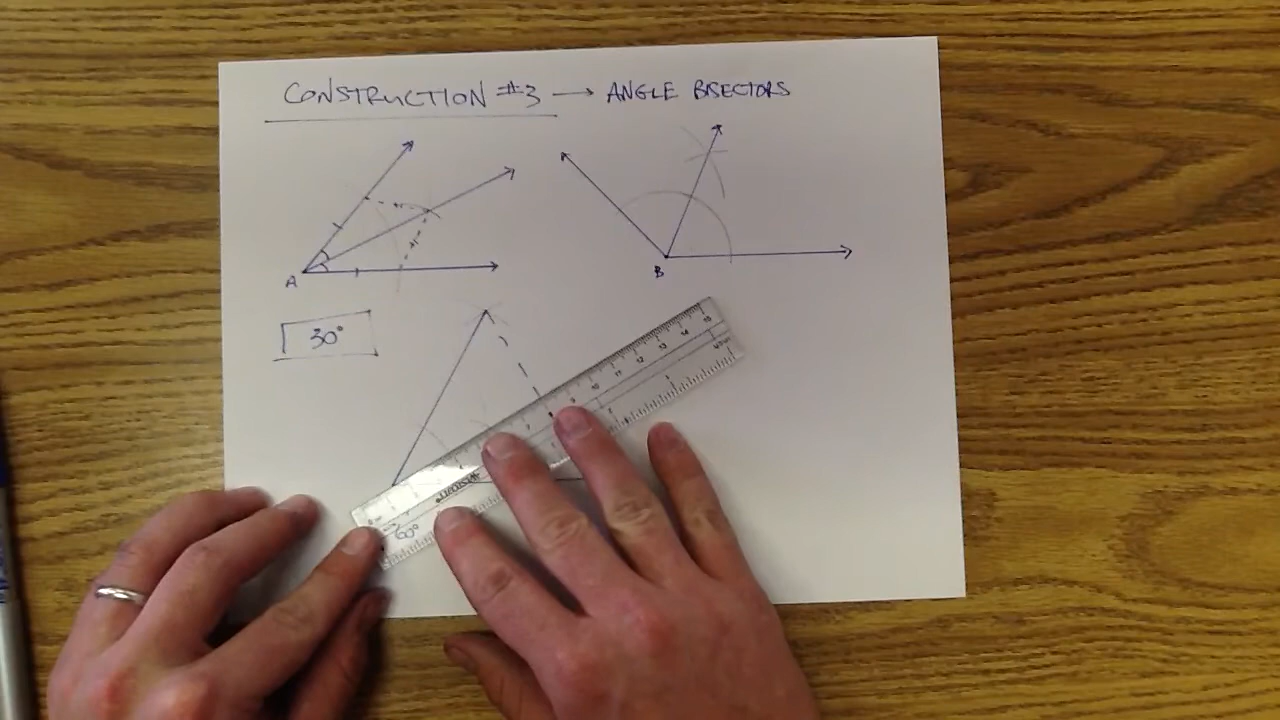 CONSTRUCTION #3 → ANGLE BISECTORS
A
B
30°
60°